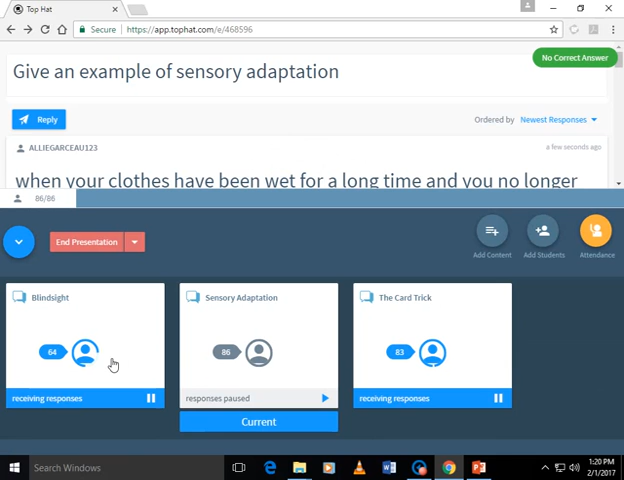 Top Hat
Secure
https://app.tophat.com/e/468596
No Correct Answer
Give an example of sensory adaptation
Reply
Ordered by Newest Responses
ALLIEGARCEAU123
a few seconds ago
when your clothes have been wet for a long time and you no longer
86/86
End Presentation
Add Content
Add Students
Attendance
Blindsight
Sensory Adaptation
The Card Trick
64
86
83
receiving responses
responses paused
receiving responses
Current
Search Windows
1:20 PM
2/1/2017